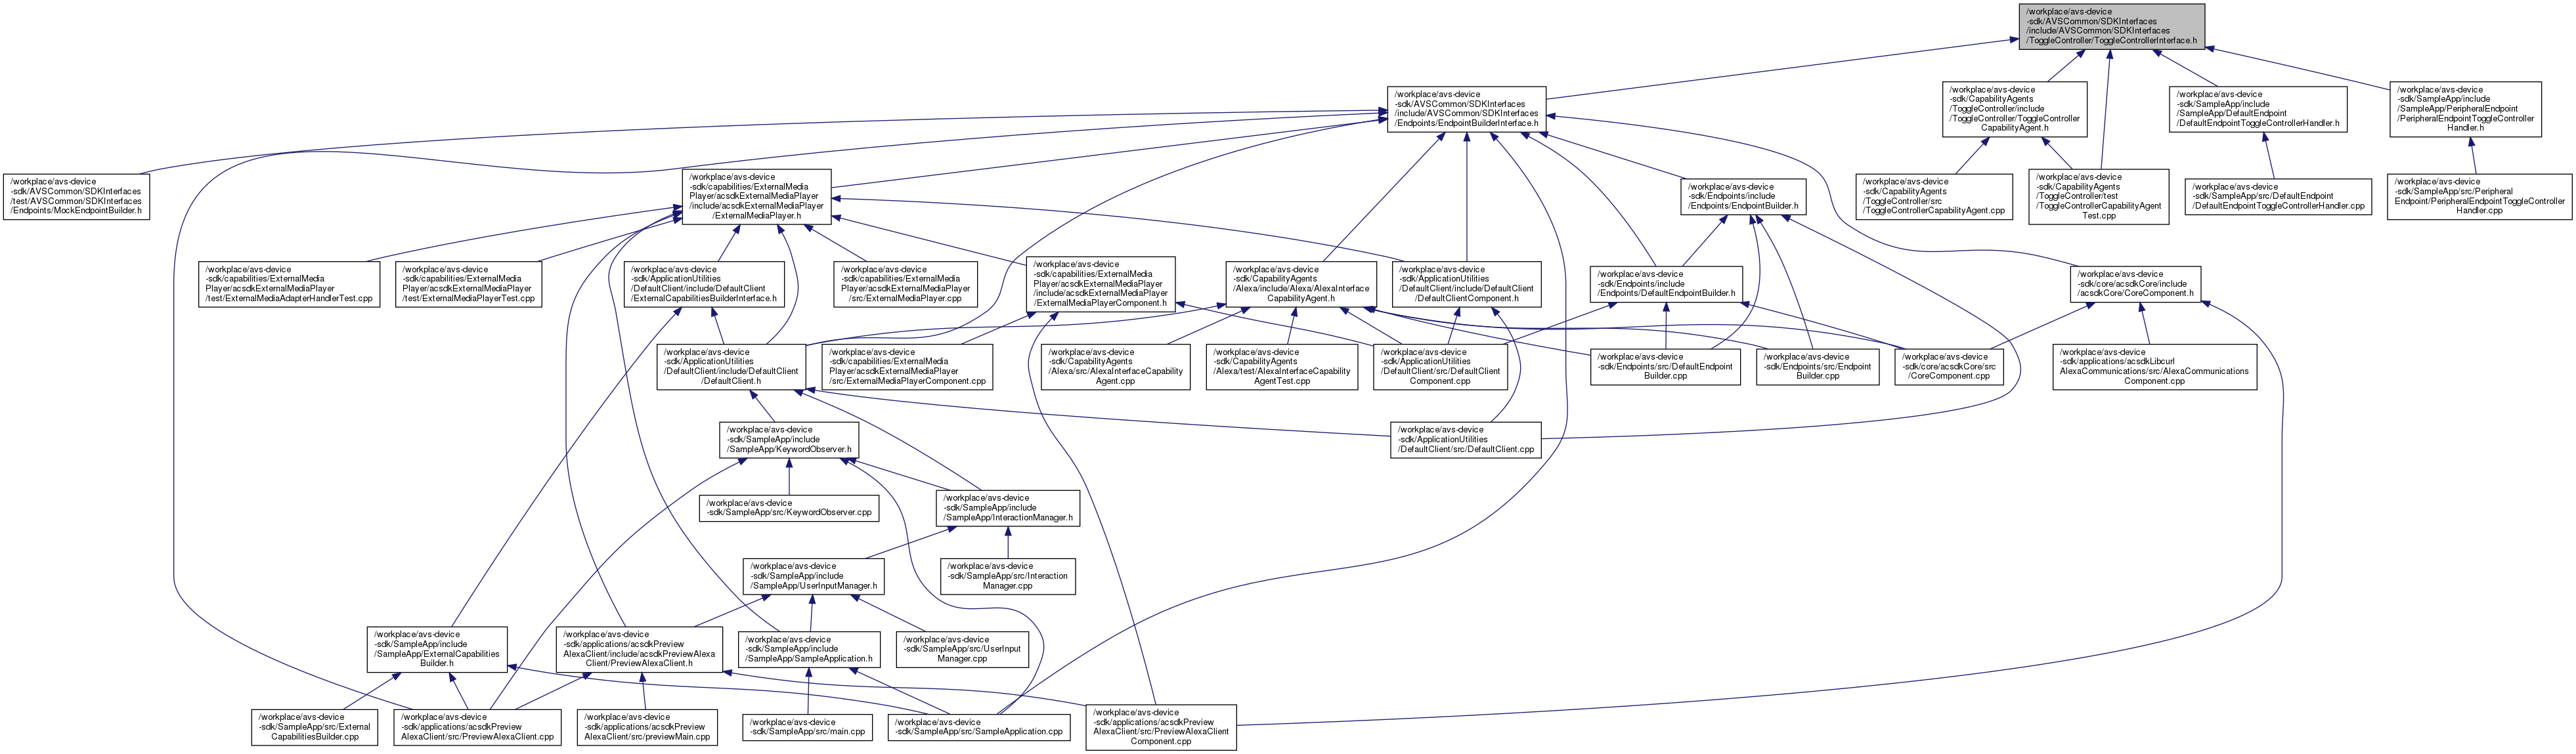 /workplace/avs-device
-sdk/AVSCommon/SDKInterfaces
/include/AVSCommon/SDKInterfaces
/ToggleController/ToggleControllerInterface.h
/workplace/avs-device
-sdk/AVSCommon/SDKInterfaces
/include/AVSCommon/SDKInterfaces
/Endpoints/EndpointBuilderInterface.h
/workplace/avs-device
-sdk/CapabilityAgents
/ToggleController/include
/ToggleController/ToggleController
CapabilityAgent.h
/workplace/avs-device
-sdk/SampleApp/include
/SampleApp/DefaultEndpoint
/DefaultEndpointToggleControllerHandler.h
/workplace/avs-device
-sdk/SampleApp/include
/SampleApp/PeripheralEndpoint
/PeripheralEndpointToggleController
Handler.h
/workplace/avs-device
-sdk/AVSCommon/SDKInterfaces
/test/AVSCommon/SDKInterfaces
/Endpoints/MockEndpointBuilder.h
/workplace/avs-device
-sdk/capabilities/ExternalMedia
Player/acsdkExternalMediaPlayer
/include/acsdkExternalMediaPlayer
/ExternalMediaPlayer.h
/workplace/avs-device
-sdk/Endpoints/include
/Endpoints/EndpointBuilder.h
/workplace/avs-device
-sdk/CapabilityAgents
/ToggleController/src
/ToggleControllerCapabilityAgent.cpp
/workplace/avs-device
-sdk/CapabilityAgents
/ToggleController/test
/ToggleControllerCapabilityAgent
Test.cpp
/workplace/avs-device
-sdk/SampleApp/src/DefaultEndpoint
/DefaultEndpointToggleControllerHandler.cpp
/workplace/avs-device
-sdk/SampleApp/src/Peripheral
Endpoint/PeripheralEndpointToggleController
Handler.cpp
/workplace/avs-device
-sdk/capabilities/ExternalMedia
Player/acsdkExternalMediaPlayer
/test/ExternalMediaAdapterHandlerTest.cpp
/workplace/avs-device
-sdk/capabilities/ExternalMedia
Player/acsdkExternalMediaPlayer
/test/ExternalMediaPlayerTest.cpp
/workplace/avs-device
-sdk/ApplicationUtilities
/DefaultClient/include/DefaultClient
/ExternalCapabilitiesBuilderInterface.h
/workplace/avs-device
-sdk/capabilities/ExternalMedia
Player/acsdkExternalMediaPlayer
/src/ExternalMediaPlayer.cpp
/workplace/avs-device
-sdk/capabilities/ExternalMedia
Player/acsdkExternalMediaPlayer
/include/acsdkExternalMediaPlayer
/ExternalMediaPlayerComponent.h
/workplace/avs-device
-sdk/CapabilityAgents
/Alexa/include/Alexa/AlexaInterface
CapabilityAgent.h
/workplace/avs-device
-sdk/ApplicationUtilities
/DefaultClient/include/DefaultClient
/DefaultClientComponent.h
/workplace/avs-device
-sdk/Endpoints/include
/Endpoints/DefaultEndpointBuilder.h
/workplace/avs-device
-sdk/core/acsdkCore/include
/acsdkCore/CoreComponent.h
/workplace/avs-device
-sdk/ApplicationUtilities
/DefaultClient/include/DefaultClient
/DefaultClient.h
/workplace/avs-device
-sdk/capabilities/ExternalMedia
Player/acsdkExternalMediaPlayer
/src/ExternalMediaPlayerComponent.cpp
/workplace/avs-device
-sdk/CapabilityAgents
/Alexa/src/AlexaInterfaceCapability
Agent.cpp
/workplace/avs-device
-sdk/CapabilityAgents
/Alexa/test/AlexaInterfaceCapability
AgentTest.cpp
/workplace/avs-device
-sdk/ApplicationUtilities
/DefaultClient/src/DefaultClient
Component.cpp
/workplace/avs-device
-sdk/Endpoints/src/DefaultEndpoint
Builder.cpp
/workplace/avs-device
-sdk/Endpoints/src/Endpoint
Builder.cpp
/workplace/avs-device
-sdk/core/acsdkCore/src
/CoreComponent.cpp
/workplace/avs-device
-sdk/applications/acsdkLibcurl
AlexaCommunications/src/AlexaCommunications
Component.cpp
/workplace/avs-device
-sdk/SampleApp/include
/SampleApp/KeywordObserver.h
/workplace/avs-device
-sdk/ApplicationUtilities
/DefaultClient/src/DefaultClient.cpp
/workplace/avs-device
-sdk/SampleApp/src/KeywordObserver.cpp
/workplace/avs-device
-sdk/SampleApp/include
/SampleApp/InteractionManager.h
/workplace/avs-device
-sdk/SampleApp/include
/SampleApp/UserInputManager.h
/workplace/avs-device
-sdk/SampleApp/src/Interaction
Manager.cpp
/workplace/avs-device
-sdk/SampleApp/include
/SampleApp/ExternalCapabilities
Builder.h
/workplace/avs-device
-sdk/applications/acsdkPreview
AlexaClient/include/acsdkPreviewAlexa
Client/PreviewAlexaClient.h
/workplace/avs-device
-sdk/SampleApp/include
/SampleApp/SampleApplication.h
/workplace/avs-device
-sdk/SampleApp/src/UserInput
Manager.cpp
/workplace/avs-device
-sdk/SampleApp/src/External
CapabilitiesBuilder.cpp
/workplace/avs-device
-sdk/applications/acsdkPreview
AlexaClient/src/PreviewAlexaClient.cpp
/workplace/avs-device
-sdk/applications/acsdkPreview
AlexaClient/src/previewMain.cpp
/workplace/avs-device
-sdk/SampleApp/src/main.cpp
/workplace/avs-device
-sdk/SampleApp/src/SampleApplication.cpp
/workplace/avs-device
-sdk/applications/acsdkPreview
AlexaClient/src/PreviewAlexaClient
Component.cpp